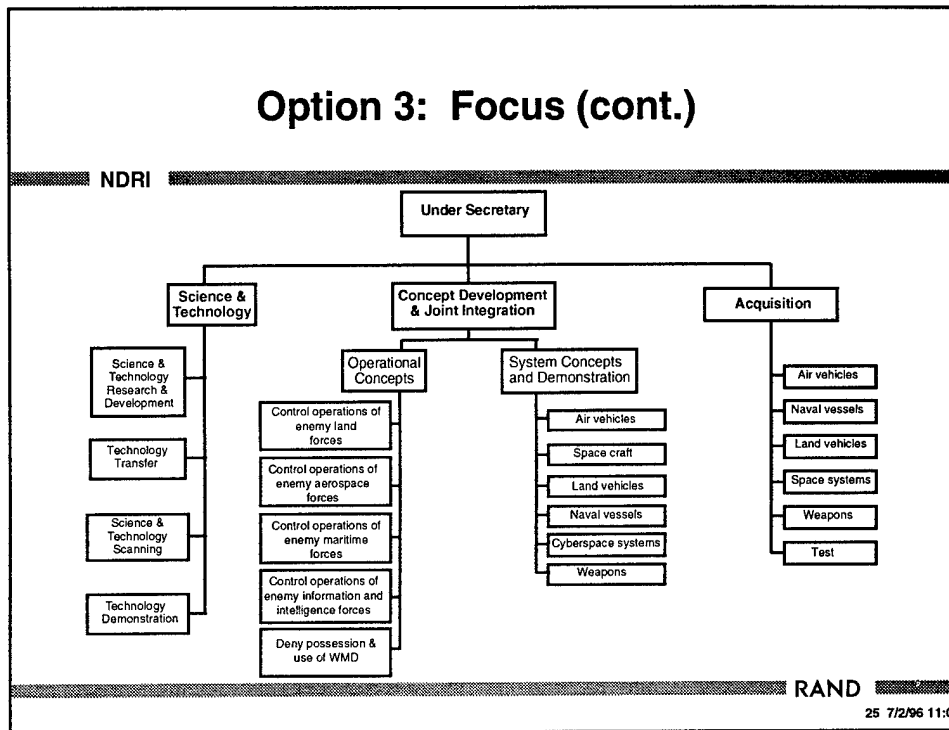 Option 3: Focus (cont.)
NDRI
Under Secretary
Science &
Technology
Concept Development
& Joint Integration
Acquisition
Science &
Technology
Research &
Development
Technology
Transfer
Science &
Technology
Scanning
Technology
Demonstration
Operational
Concepts
Control operations of
enemy land
forces
Control operations of
enemy aerospace
forces
Control operations of
enemy maritime
forces
Control operations of
enemy information and
intelligence forces
Deny possession &
use of WMD
System Concepts
and Demonstration
Air vehicles
Space craft
Land vehicles
Naval vessels
Cyberspace systems
Weapons
Air vehicles
Naval vessels
Land vehicles
Space systems
Weapons
Test
RAND
25 7/2/96 11: